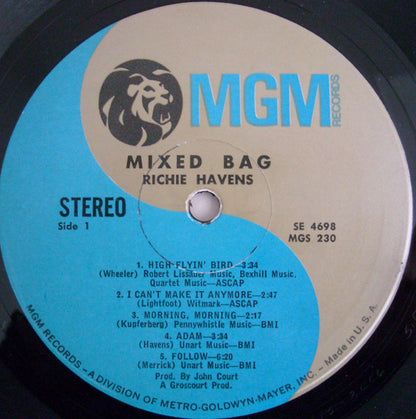 MGM
RECORDS
MIXED BAG
RICHIE HAVENS
STEREO
Side 1
SE 4698
MGS 230
1. HIGH FLYIN' BIRD—3:34
(Wheeler) Robert Lissauer Music, Bexhill Music.
Quartet Music—ASCAP
2. I CAN'T MAKE IT ANYMORE—2:47
(Lightfoot) Witmark—ASCAP
3. MORNING, MORNING—2:17
(Kupferberg) Pennywhistle Music—BMI
4. ADAM—3:34
(Havens) Unart Music—BMI
5. FOLLOW—6:20
(Merrick) Unart Music—BMI
Prod. By John Court
A Groscourt Prod.
MGM RECORDS – A DIVISION OF METRO-GOLDWYN-MAYER, INC. – Made in U. S. A.